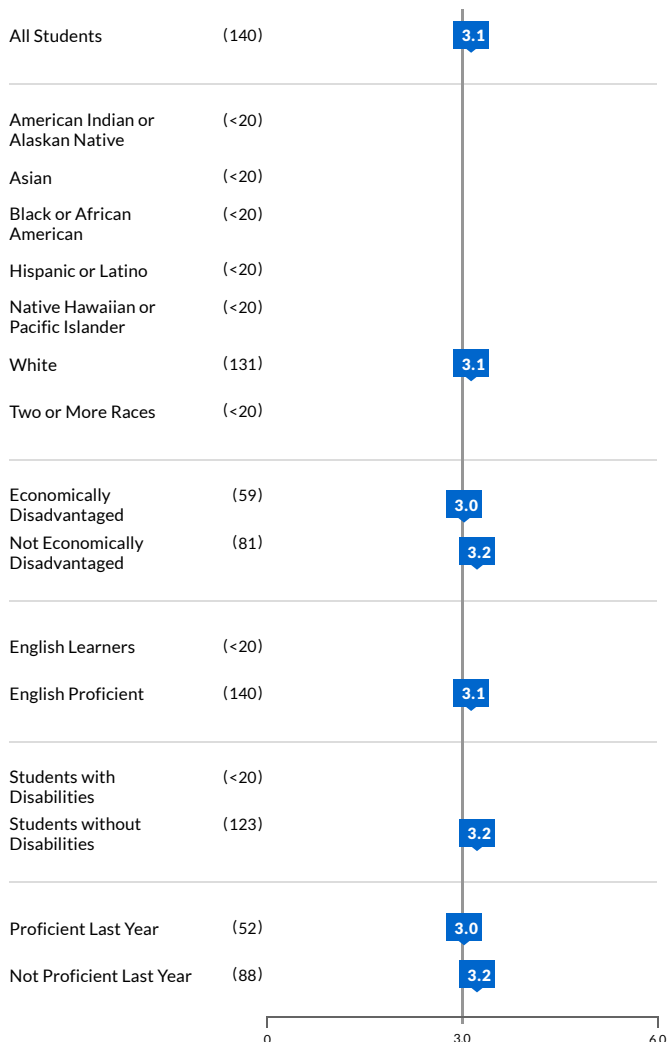 All Students (140) 3.1
American Indian or (<20)
Alaskan Native
Asian (<20)
Black or African (<20)
American
Hispanic or Latino (<20)
Native Hawaiian or (<20)
Pacific Islander
White (131) 3.1
Two or More Races (<20)
Economically (59) 3.0
Disadvantaged
Not Economically (81) 3.2
Disadvantaged
English Learners (<20)
English Proficient (140) 3.1
Students with (<20)
Disabilities
Students without (123) 3.2
Disabilities
Proficient Last Year (52) 3.0
Not Proficient Last Year (88) 3.2
0 3.0 6.0